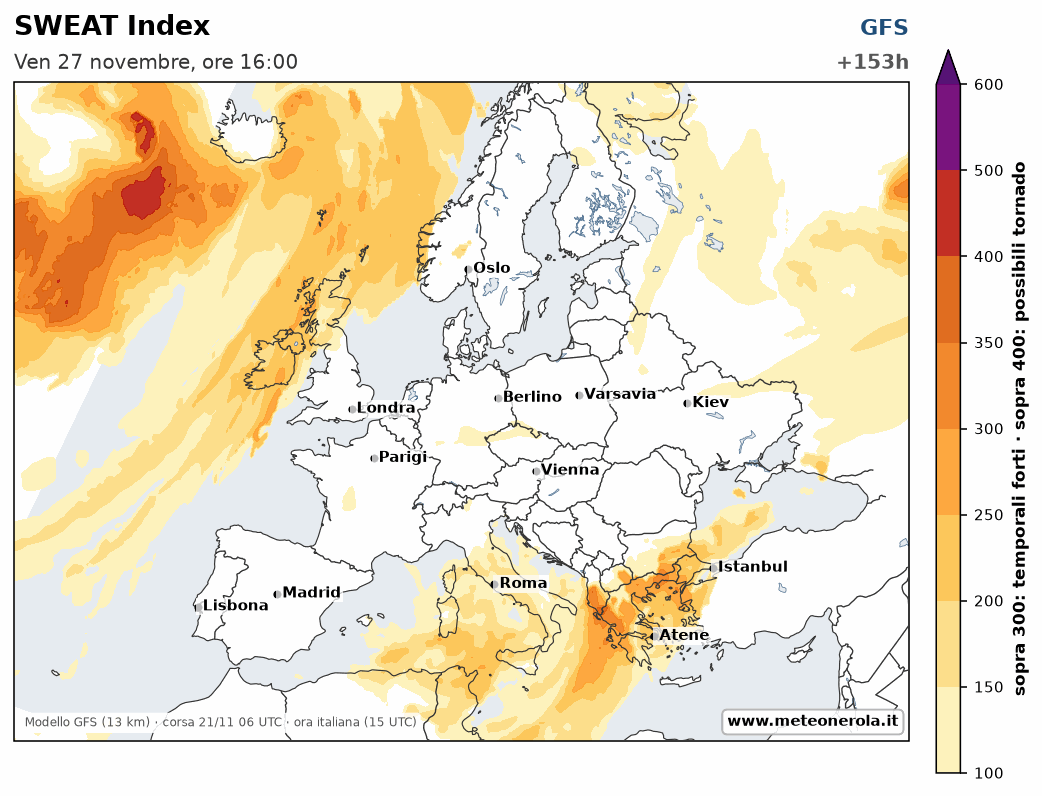 SWEAT Index
GFS
Ven 27 novembre, ore 16:00
+153h
Oslo
Londra
Berlino
Varsavia
Kiev
Parigi
Vienna
Istanbul
Roma
Madrid
Lisbona
Atene
Modello GFS (13 km) · corsa 21/11 06 UTC · ora italiana (15 UTC)
www.meteonerola.it
600
500
400
350
300
250
200
150
100
sopra 300: temporali forti · sopra 400: possibili tornado